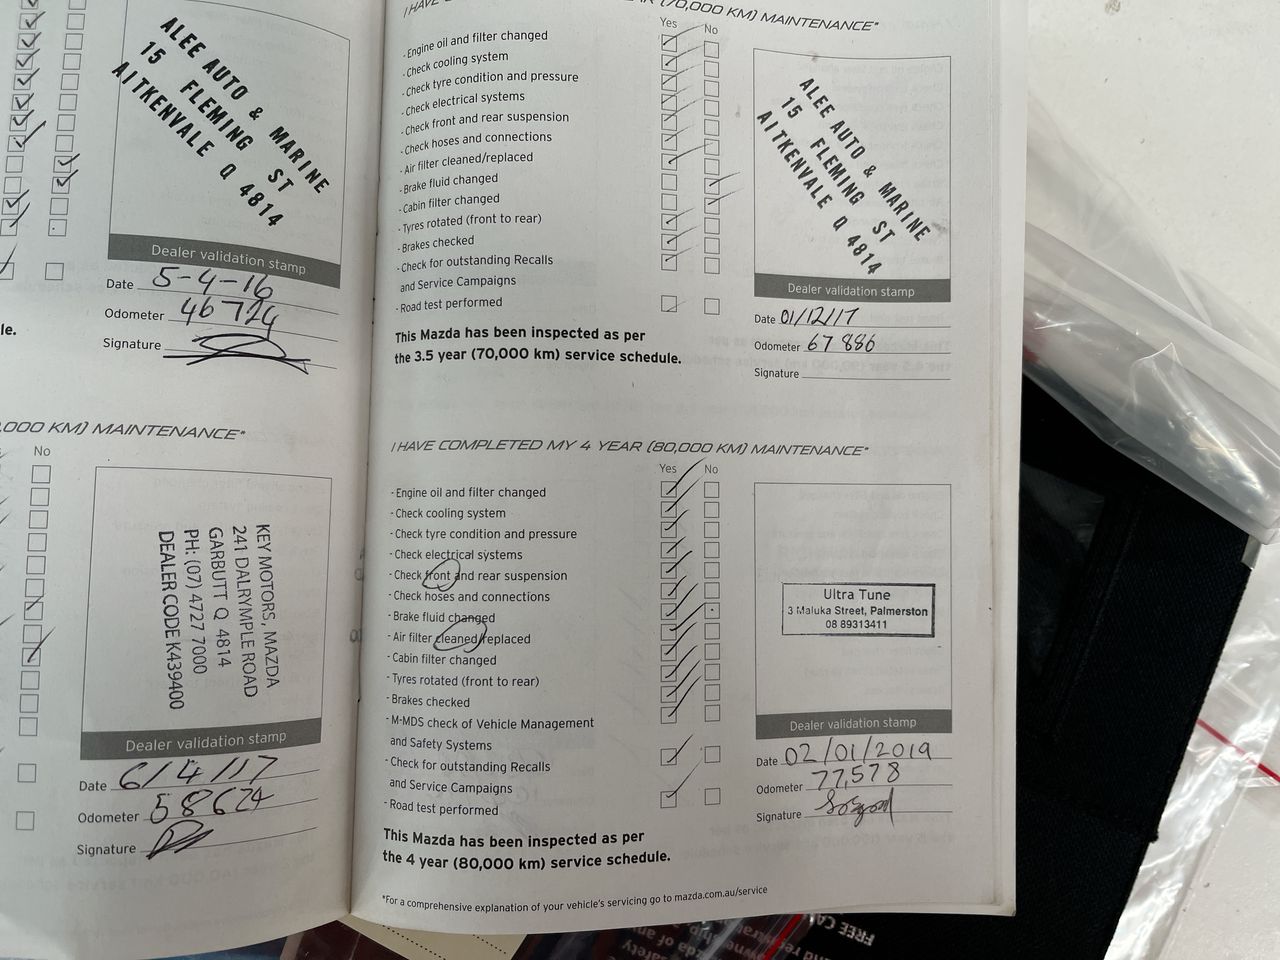 ALEE AUTO & MARINE
15 FLEMING ST
AITKENVALE Q 4814
Dealer validation stamp
Date 5-4-16
Odometer 46724
Signature
le.
,000 KM) MAINTENANCE*
No
KEY MOTORS, MAZDA
241 DALRYMPLE ROAD
GARBUTT Q 4814
PH: (07) 4727 7000
DEALER CODE K439400
Dealer validation stamp
Date 6/4/17
Odometer 58624
Signature
I HAVE (70,000 KM) MAINTENANCE*
Yes No
- Engine oil and filter changed
- Check cooling system
- Check tyre condition and pressure
- Check electrical systems
- Check front and rear suspension
- Check hoses and connections
- Air filter cleaned/replaced
- Brake fluid changed
- Cabin filter changed
- Tyres rotated (front to rear)
- Brakes checked
- Check for outstanding Recalls
and Service Campaigns
- Road test performed
This Mazda has been inspected as per
the 3.5 year (70,000 km) service schedule.
ALEE AUTO & MARINE
15 FLEMING ST
AITKENVALE Q 4814
Dealer validation stamp
Date 01/12/17
Odometer 67886
Signature
I HAVE COMPLETED MY 4 YEAR (80,000 KM) MAINTENANCE*
Yes No
- Engine oil and filter changed
- Check cooling system
- Check tyre condition and pressure
- Check electrical systems
- Check front and rear suspension
- Check hoses and connections
- Brake fluid changed
- Air filter cleaned/replaced
- Cabin filter changed
- Tyres rotated (front to rear)
- Brakes checked
- M-MDS check of Vehicle Management
and Safety Systems
- Check for outstanding Recalls
and Service Campaigns
- Road test performed
This Mazda has been inspected as per
the 4 year (80,000 km) service schedule.
Ultra Tune
3 Maluka Street, Palmerston
08 89313411
Dealer validation stamp
Date 02/01/2019
Odometer 77,578
Signature
*For a comprehensive explanation of your vehicle's servicing go to mazda.com.au/service